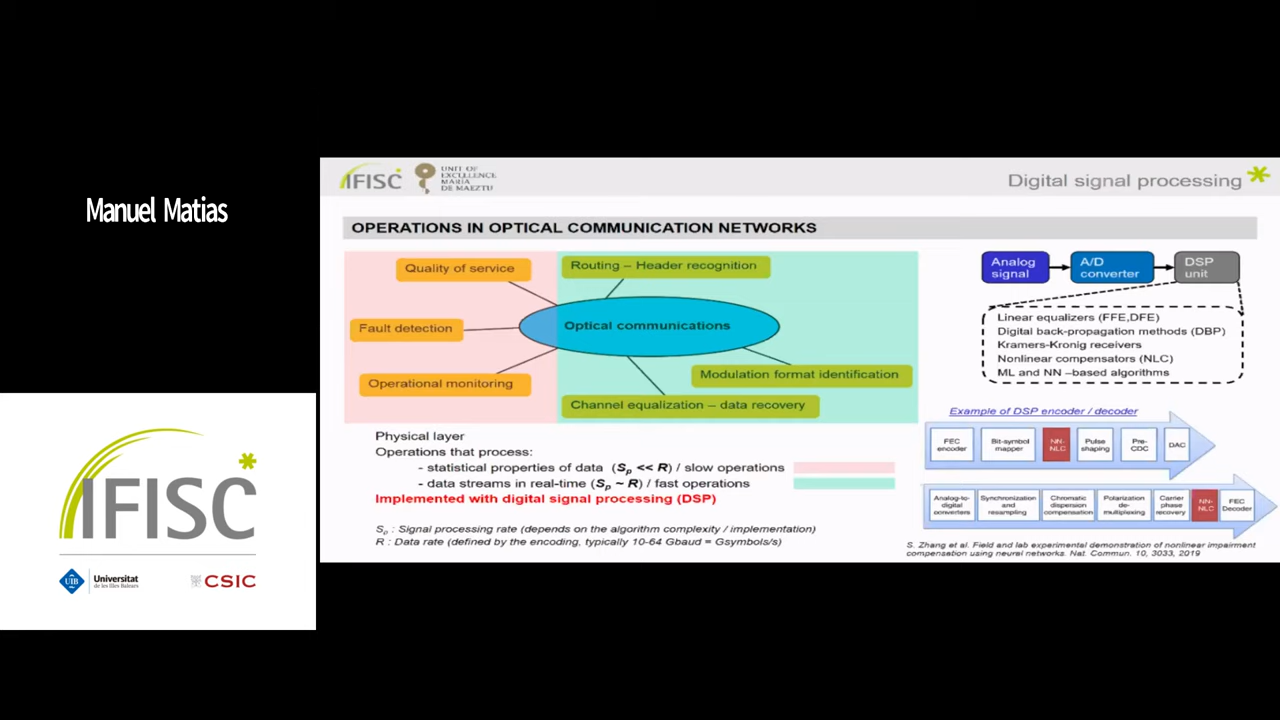 Manuel Matias
IFISC
UIB
Universitat
de les Illes Balears
CSIC
IFISC
UNIT OF
EXCELLENCE
MARÍA
DE MAEZTU
Digital signal processing
OPERATIONS IN OPTICAL COMMUNICATION NETWORKS
Quality of service
Routing – Header recognition
Fault detection
Optical communications
Operational monitoring
Modulation format identification
Channel equalization – data recovery
Physical layer
Operations that process:
- statistical properties of data (Sp << R) / slow operations
- data streams in real-time (Sp ~ R) / fast operations
Implemented with digital signal processing (DSP)
Sp : Signal processing rate (depends on the algorithm complexity / implementation)
R : Data rate (defined by the encoding, typically 10-64 Gbaud = Gsymbols/s)
Analog
signal
A/D
converter
DSP
unit
Linear equalizers (FFE,DFE)
Digital back-propagation methods (DBP)
Kramers-Kronig receivers
Nonlinear compensators (NLC)
ML and NN –based algorithms
Example of DSP encoder / decoder
FEC
encoder
Bit-symbol
mapper
NN-
NLC
Pulse
shaping
Pre-
CDC
DAC
Analog-to-
digital
converters
Synchronization
and
resampling
Chromatic
dispersion
compensation
Polarization
de-
multiplexing
Carrier
phase
recovery
NN-
NLC
FEC
Decoder
S. Zhang et al. Field and lab experimental demonstration of nonlinear impairment
compensation using neural networks. Nat. Commun. 10, 3033, 2019